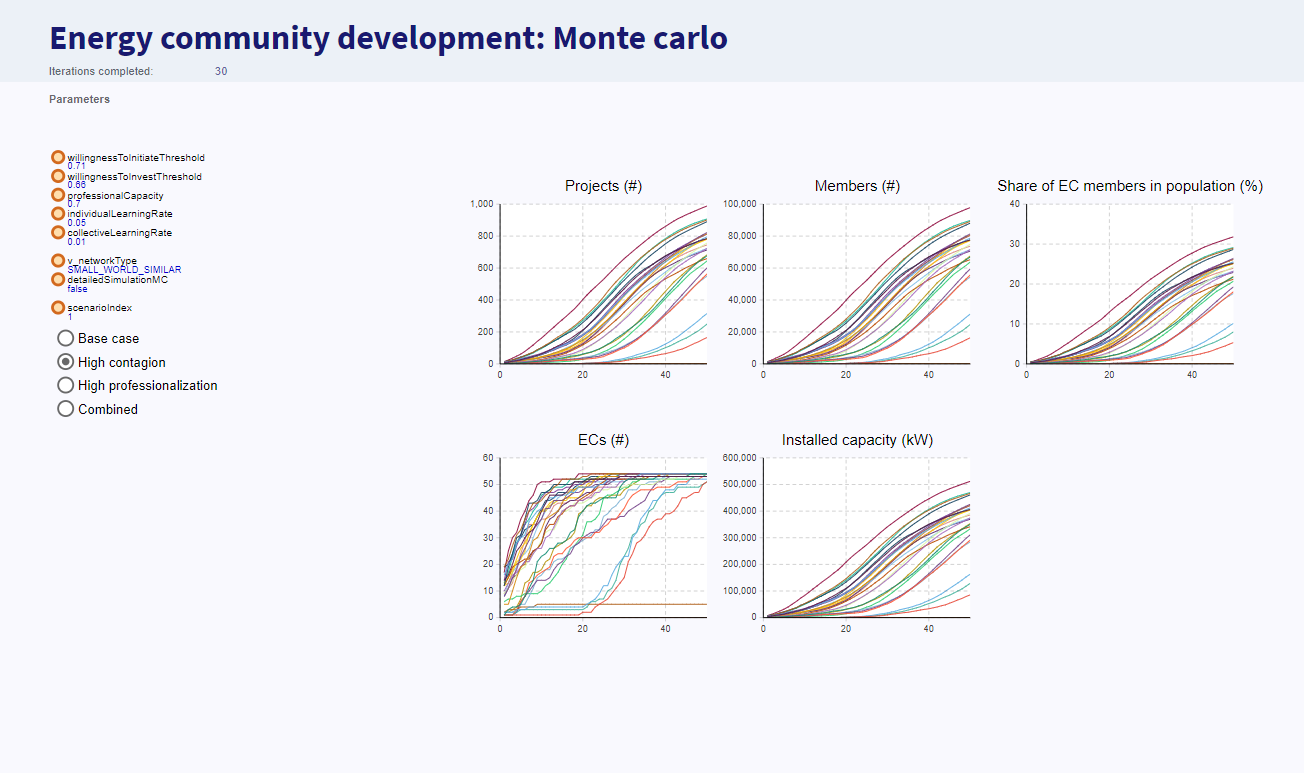 Energy community development: Monte carlo
Iterations completed: 30
Parameters
willingnessToInitiateThreshold
0.71
willingnessToInvestThreshold
0.66
professionalCapacity
0.7
individualLearningRate
0.05
collectiveLearningRate
0.01
v_networkType
SMALL_WORLD_SIMILAR
detailedSimulationMC
false
scenarioIndex
1
Base case
High contagion
High professionalization
Combined
Projects (#)
1,000
800
600
400
200
0
0 20 40
Members (#)
100,000
80,000
60,000
40,000
20,000
0
0 20 40
Share of EC members in population (%)
40
30
20
10
0
0 20 40
ECs (#)
60
50
40
30
20
10
0
0 20 40
Installed capacity (kW)
600,000
500,000
400,000
300,000
200,000
100,000
0
0 20 40